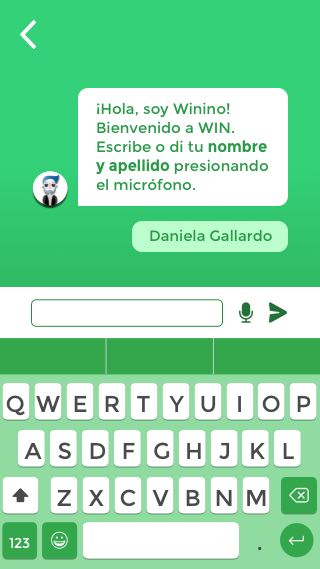 ¡Hola, soy Winino!
Bienvenido a WIN.
Escribe o di tu nombre
y apellido presionando
el micrófono.
Daniela Gallardo
Q W E R T Y U I O P
A S D F G H J K L
Z X C V B N M
123 .